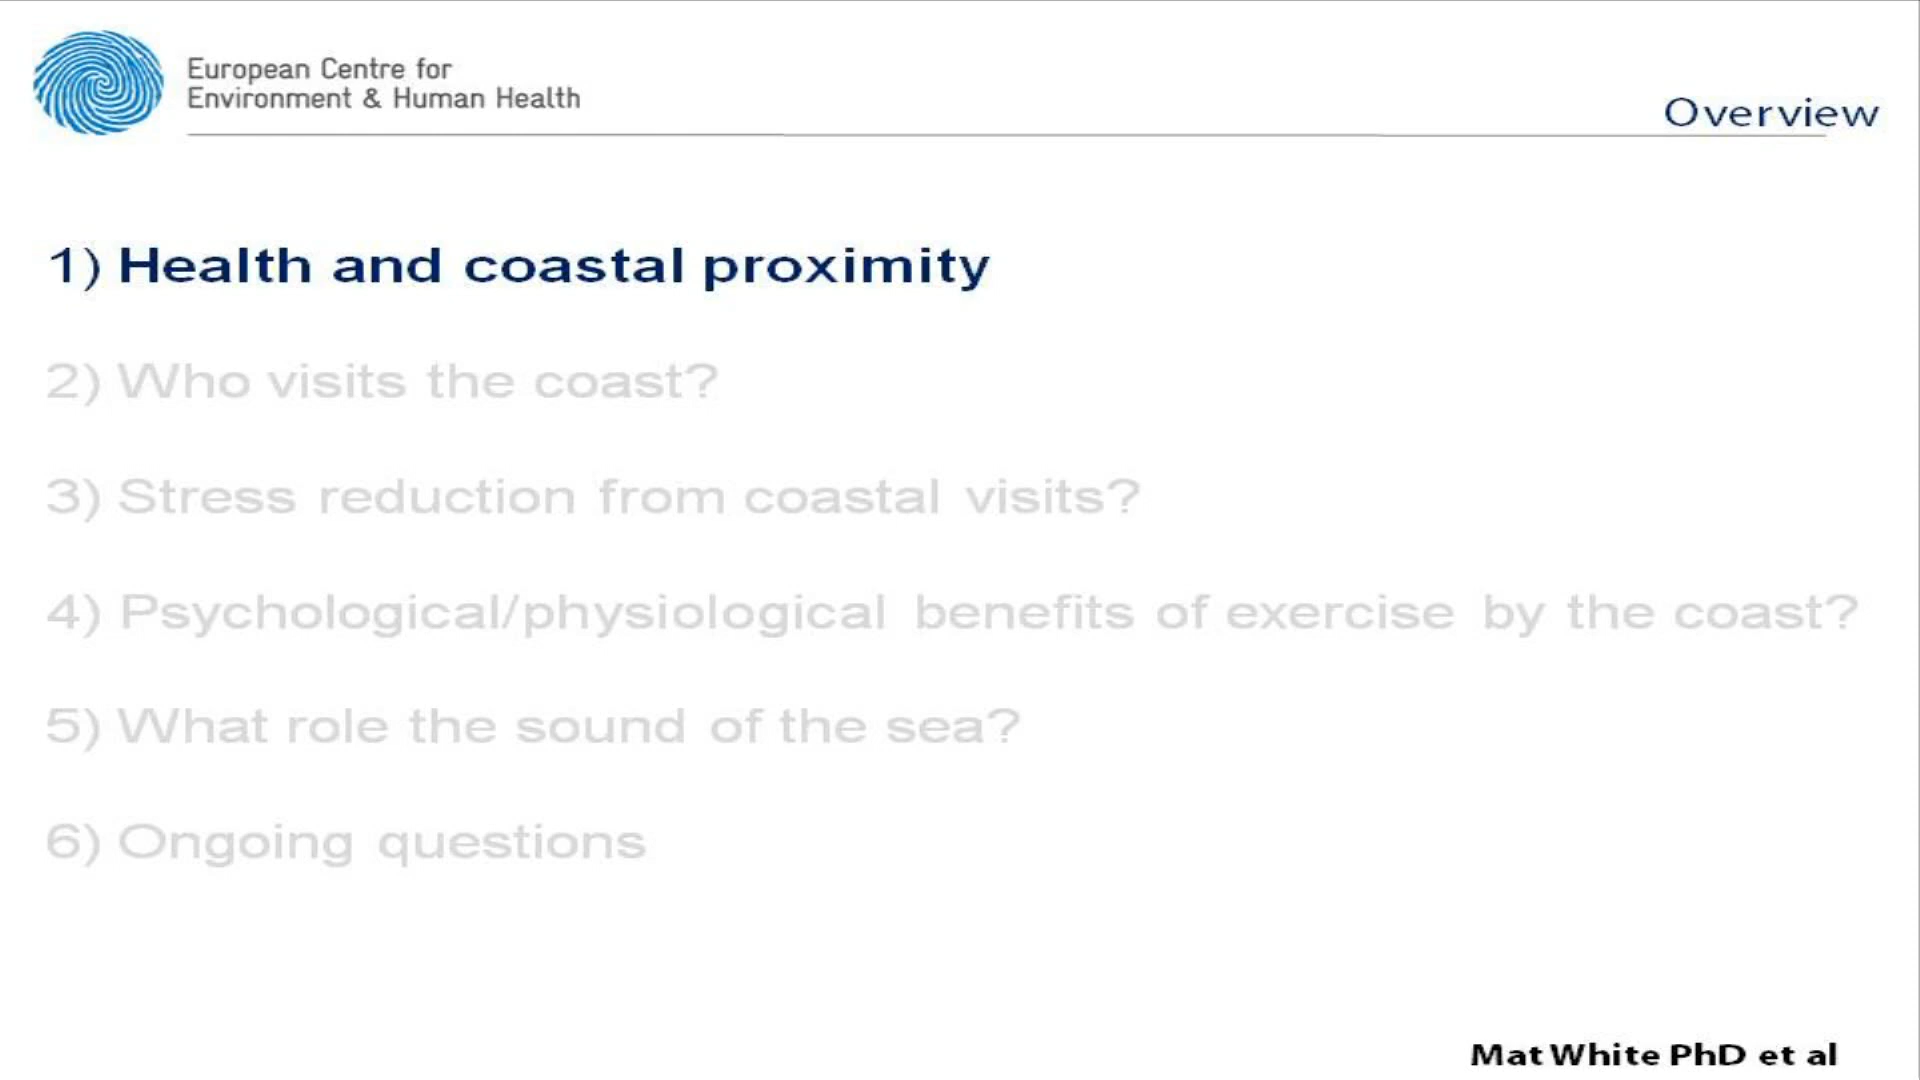 European Centre for
Environment & Human Health
Overview
1) Health and coastal proximity
2) Who visits the coast?
3) Stress reduction from coastal visits?
4) Psychological/physiological benefits of exercise by the coast?
5) What role the sound of the sea?
6) Ongoing questions
Mat White PhD et al